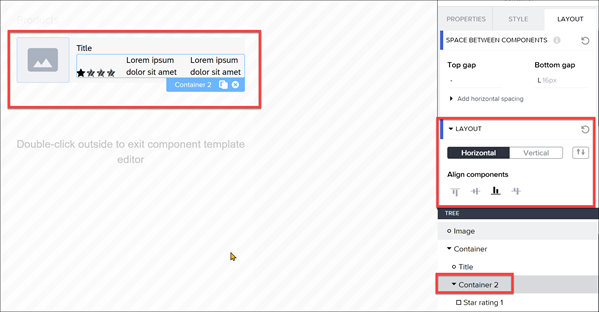 Product
Title
Lorem ipsum dolor sit amet
Lorem ipsum dolor sit amet
Container 2
Double-click outside to exit component template
editor
PROPERTIES STYLE LAYOUT
SPACE BETWEEN COMPONENTS
Top gap Bottom gap
- L 16px
Add horizontal spacing
LAYOUT
Horizontal Vertical
Align components
TREE
Image
Container
Title
Container 2
Star rating 1